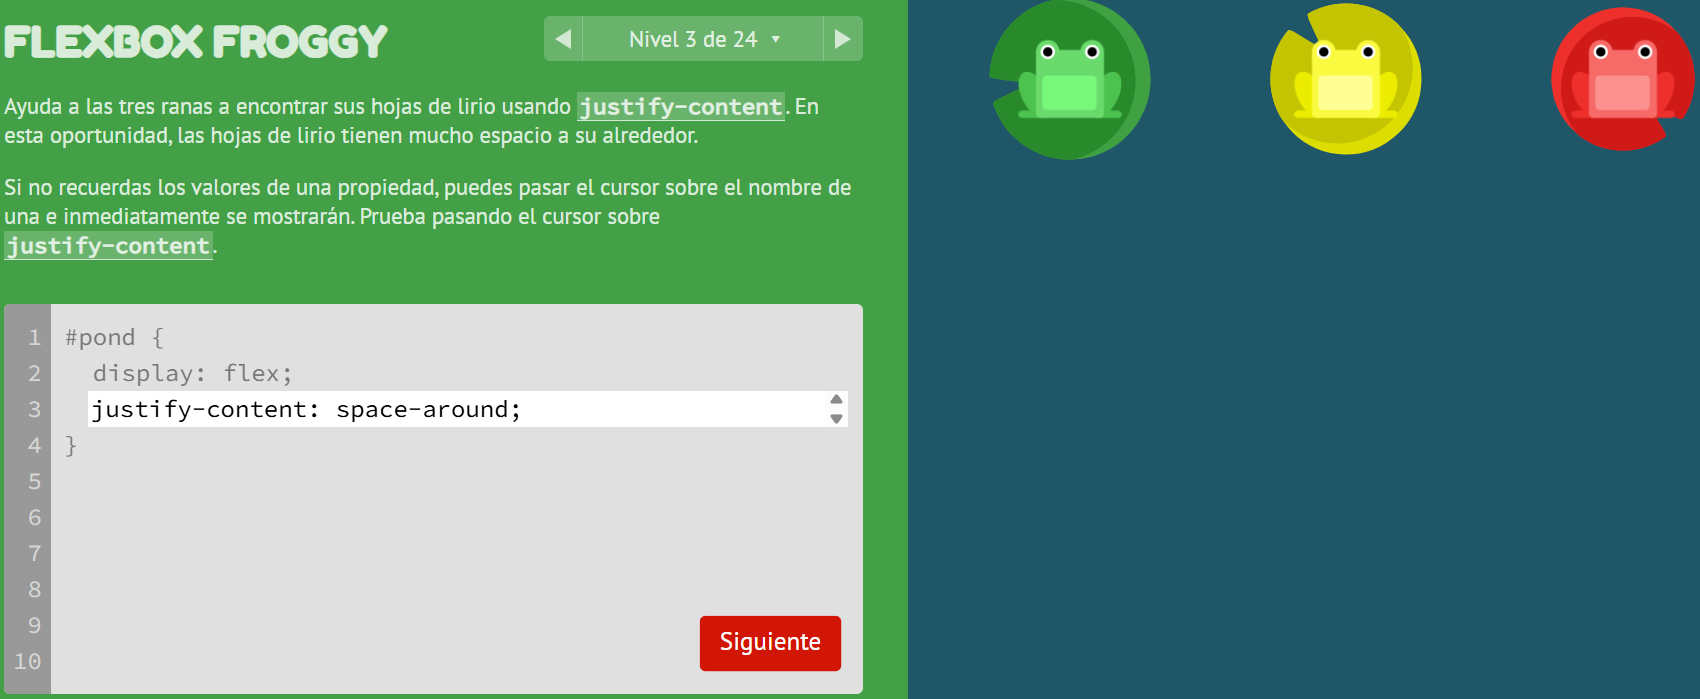 FLEXBOX FROGGY
Nivel 3 de 24
Ayuda a las tres ranas a encontrar sus hojas de lirio usando justify-content. En
esta oportunidad, las hojas de lirio tienen mucho espacio a su alrededor.
Si no recuerdas los valores de una propiedad, puedes pasar el cursor sobre el nombre de
una e inmediatamente se mostrarán. Prueba pasando el cursor sobre
justify-content.
1 #pond {
2 display: flex;
3 justify-content: space-around;
4 }
5
6
7
8
9
10
Siguiente